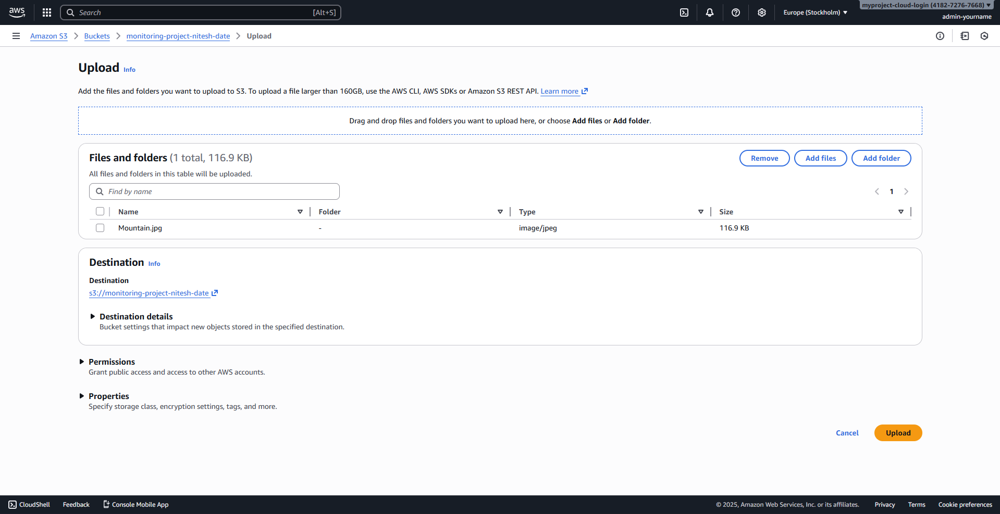 aws
Search [Alt+S]
Europe (Stockholm)
myproject-cloud-login (4182-7276-7668)
admin-yourname
Amazon S3 Buckets monitoring-project-nitesh-date Upload
Upload Info
Add the files and folders you want to upload to S3. To upload a file larger than 160GB, use the AWS CLI, AWS SDKs or Amazon S3 REST API. Learn more
Drag and drop files and folders you want to upload here, or choose Add files or Add folder.
Files and folders (1 total, 116.9 KB)
Remove Add files Add folder
All files and folders in this table will be uploaded.
Find by name
1
Name Folder Type Size
Mountain.jpg - image/jpeg 116.9 KB
Destination Info
Destination
s3://monitoring-project-nitesh-date
Destination details
Bucket settings that impact new objects stored in the specified destination.
Permissions
Grant public access and access to other AWS accounts.
Properties
Specify storage class, encryption settings, tags, and more.
Cancel Upload
CloudShell Feedback Console Mobile App © 2025, Amazon Web Services, Inc. or its affiliates. Privacy Terms Cookie preferences